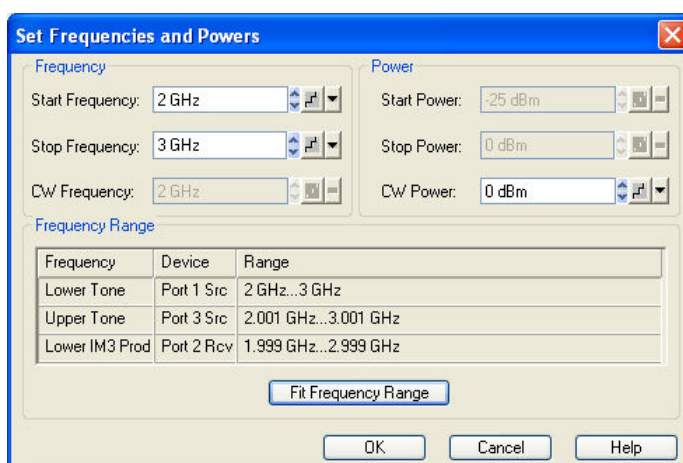 Set Frequencies and Powers
Frequency
Power
Start Frequency: 2 GHz
Start Power: -25 dBm
Stop Frequency: 3 GHz
Stop Power: 0 dBm
CW Frequency: 2 GHz
CW Power: 0 dBm
Frequency Range
Frequency Device Range
Lower Tone Port 1 Src 2 GHz...3 GHz
Upper Tone Port 3 Src 2.001 GHz...3.001 GHz
Lower IM3 Prod Port 2 Rcv 1.999 GHz...2.999 GHz
Fit Frequency Range
OK Cancel Help